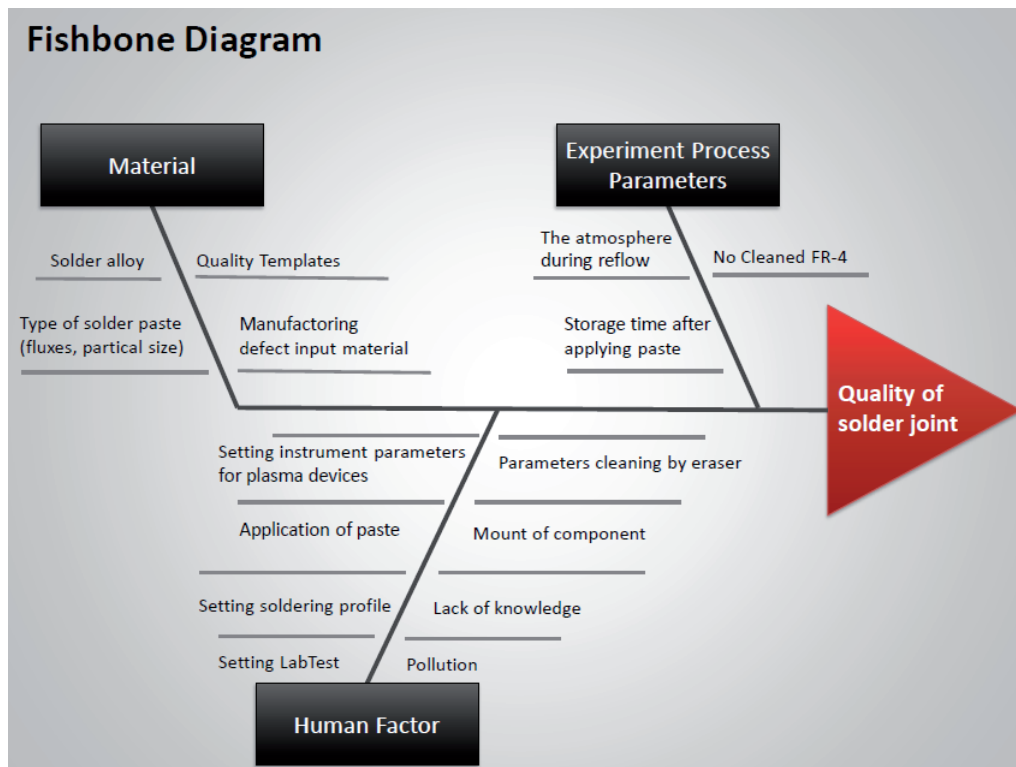 Fishbone Diagram
Material
Experiment Process
Parameters
Solder alloy
Quality Templates
The atmosphere
during reflow
No Cleaned FR-4
Type of solder paste
(fluxes, partical size)
Manufactoring
defect input material
Storage time after
applying paste
Quality of
solder joint
Setting instrument parameters
for plasma devices
Parameters cleaning by eraser
Application of paste
Mount of component
Setting soldering profile
Lack of knowledge
Setting LabTest
Pollution
Human Factor